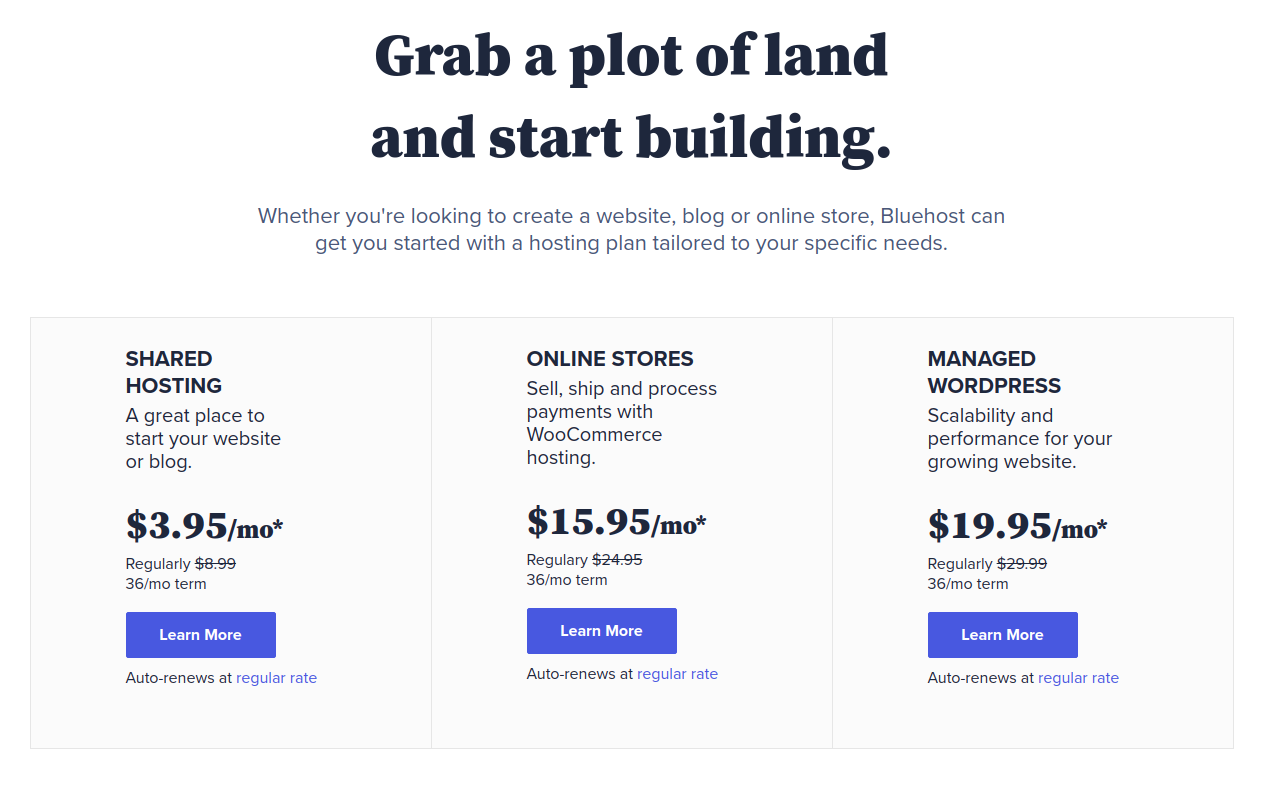 Grab a plot of land
and start building.
Whether you're looking to create a website, blog or online store, Bluehost can
get you started with a hosting plan tailored to your specific needs.
SHARED
HOSTING
A great place to
start your website
or blog.
$3.95/mo*
Regularly $8.99
36/mo term
Learn More
Auto-renews at regular rate
ONLINE STORES
Sell, ship and process
payments with
WooCommerce
hosting.
$15.95/mo*
Regulary $24.95
36/mo term
Learn More
Auto-renews at regular rate
MANAGED
WORDPRESS
Scalability and
performance for your
growing website.
$19.95/mo*
Regularly $29.99
36/mo term
Learn More
Auto-renews at regular rate